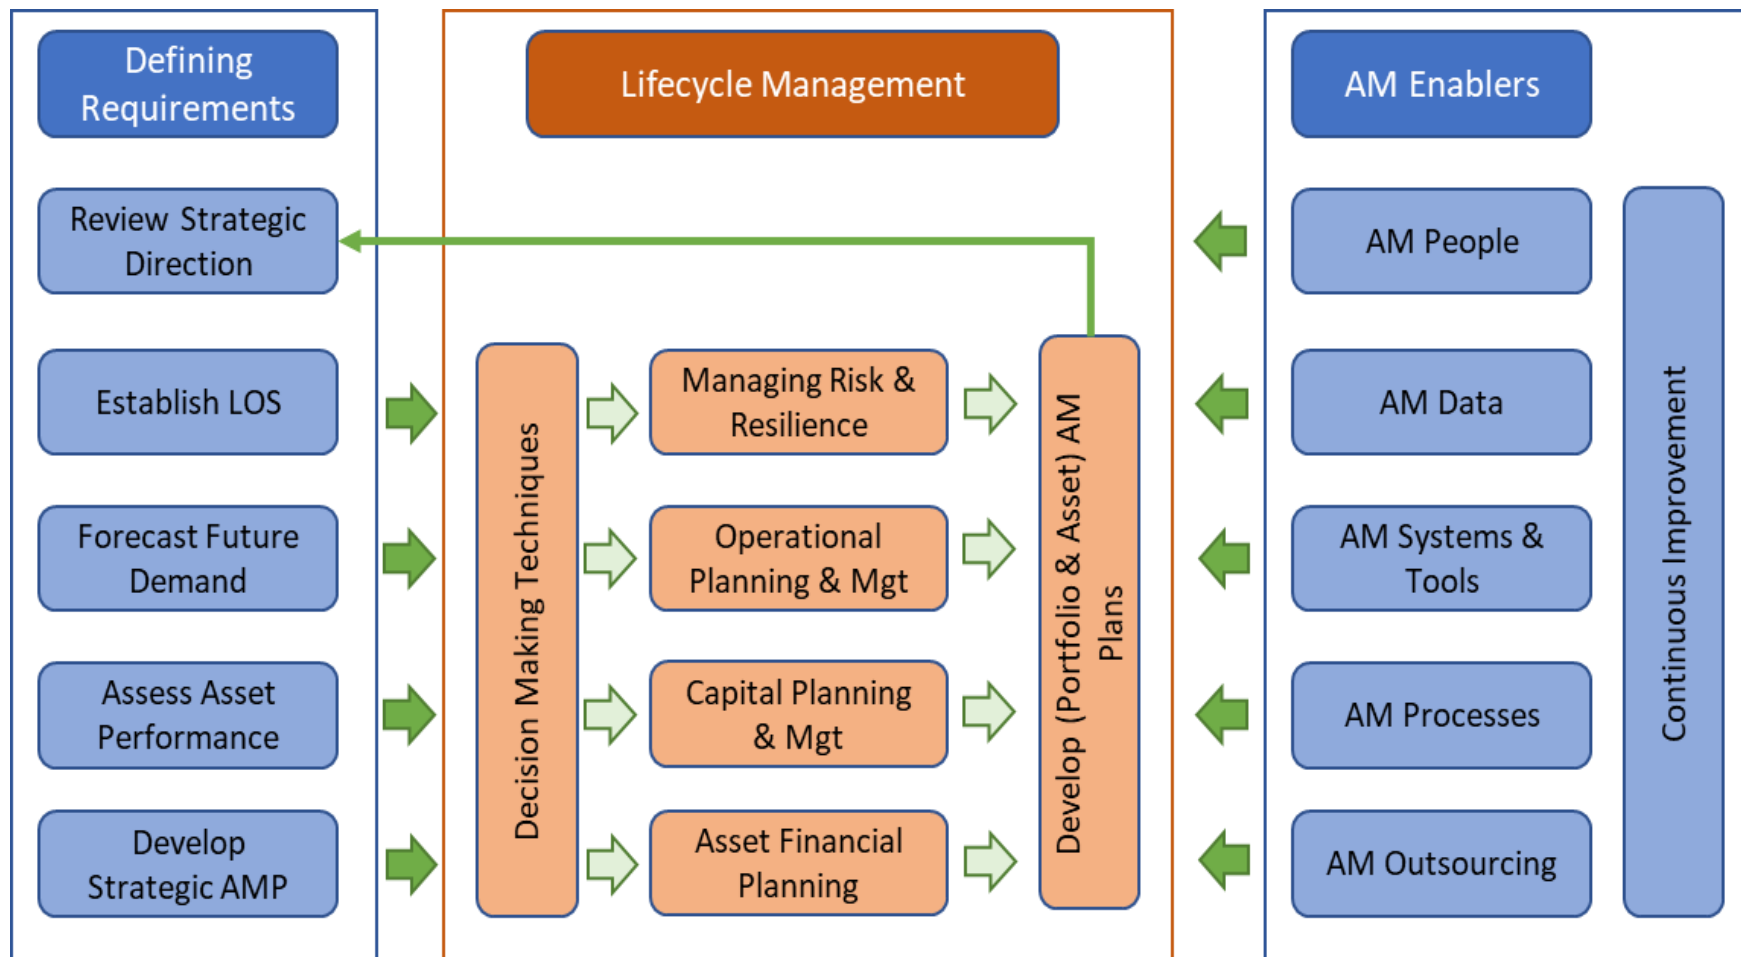 Defining
Requirements
Review Strategic
Direction
Establish LOS
Forecast Future
Demand
Assess Asset
Performance
Develop
Strategic AMP
Lifecycle Management
Decision Making Techniques
Managing Risk &
Resilience
Operational
Planning & Mgt
Capital Planning
& Mgt
Asset Financial
Planning
Develop (Portfolio & Asset) AM
Plans
AM Enablers
AM People
AM Data
AM Systems &
Tools
AM Processes
AM Outsourcing
Continuous Improvement